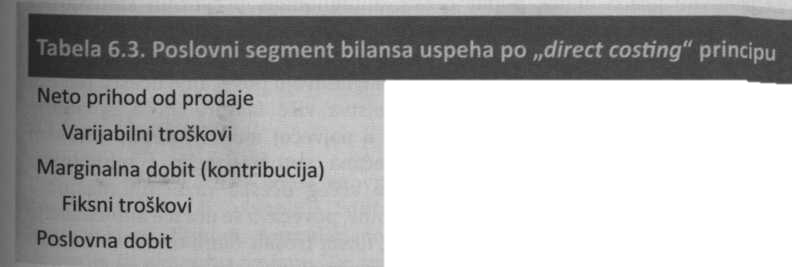 Tabela 6.3. Poslovni segment bilansa uspeha po „direct costing“ principu
Neto prihod od prodaje
Varijabilni troškovi
Marginalna dobit (kontribucija)
Fiksni troškovi
Poslovna dobit